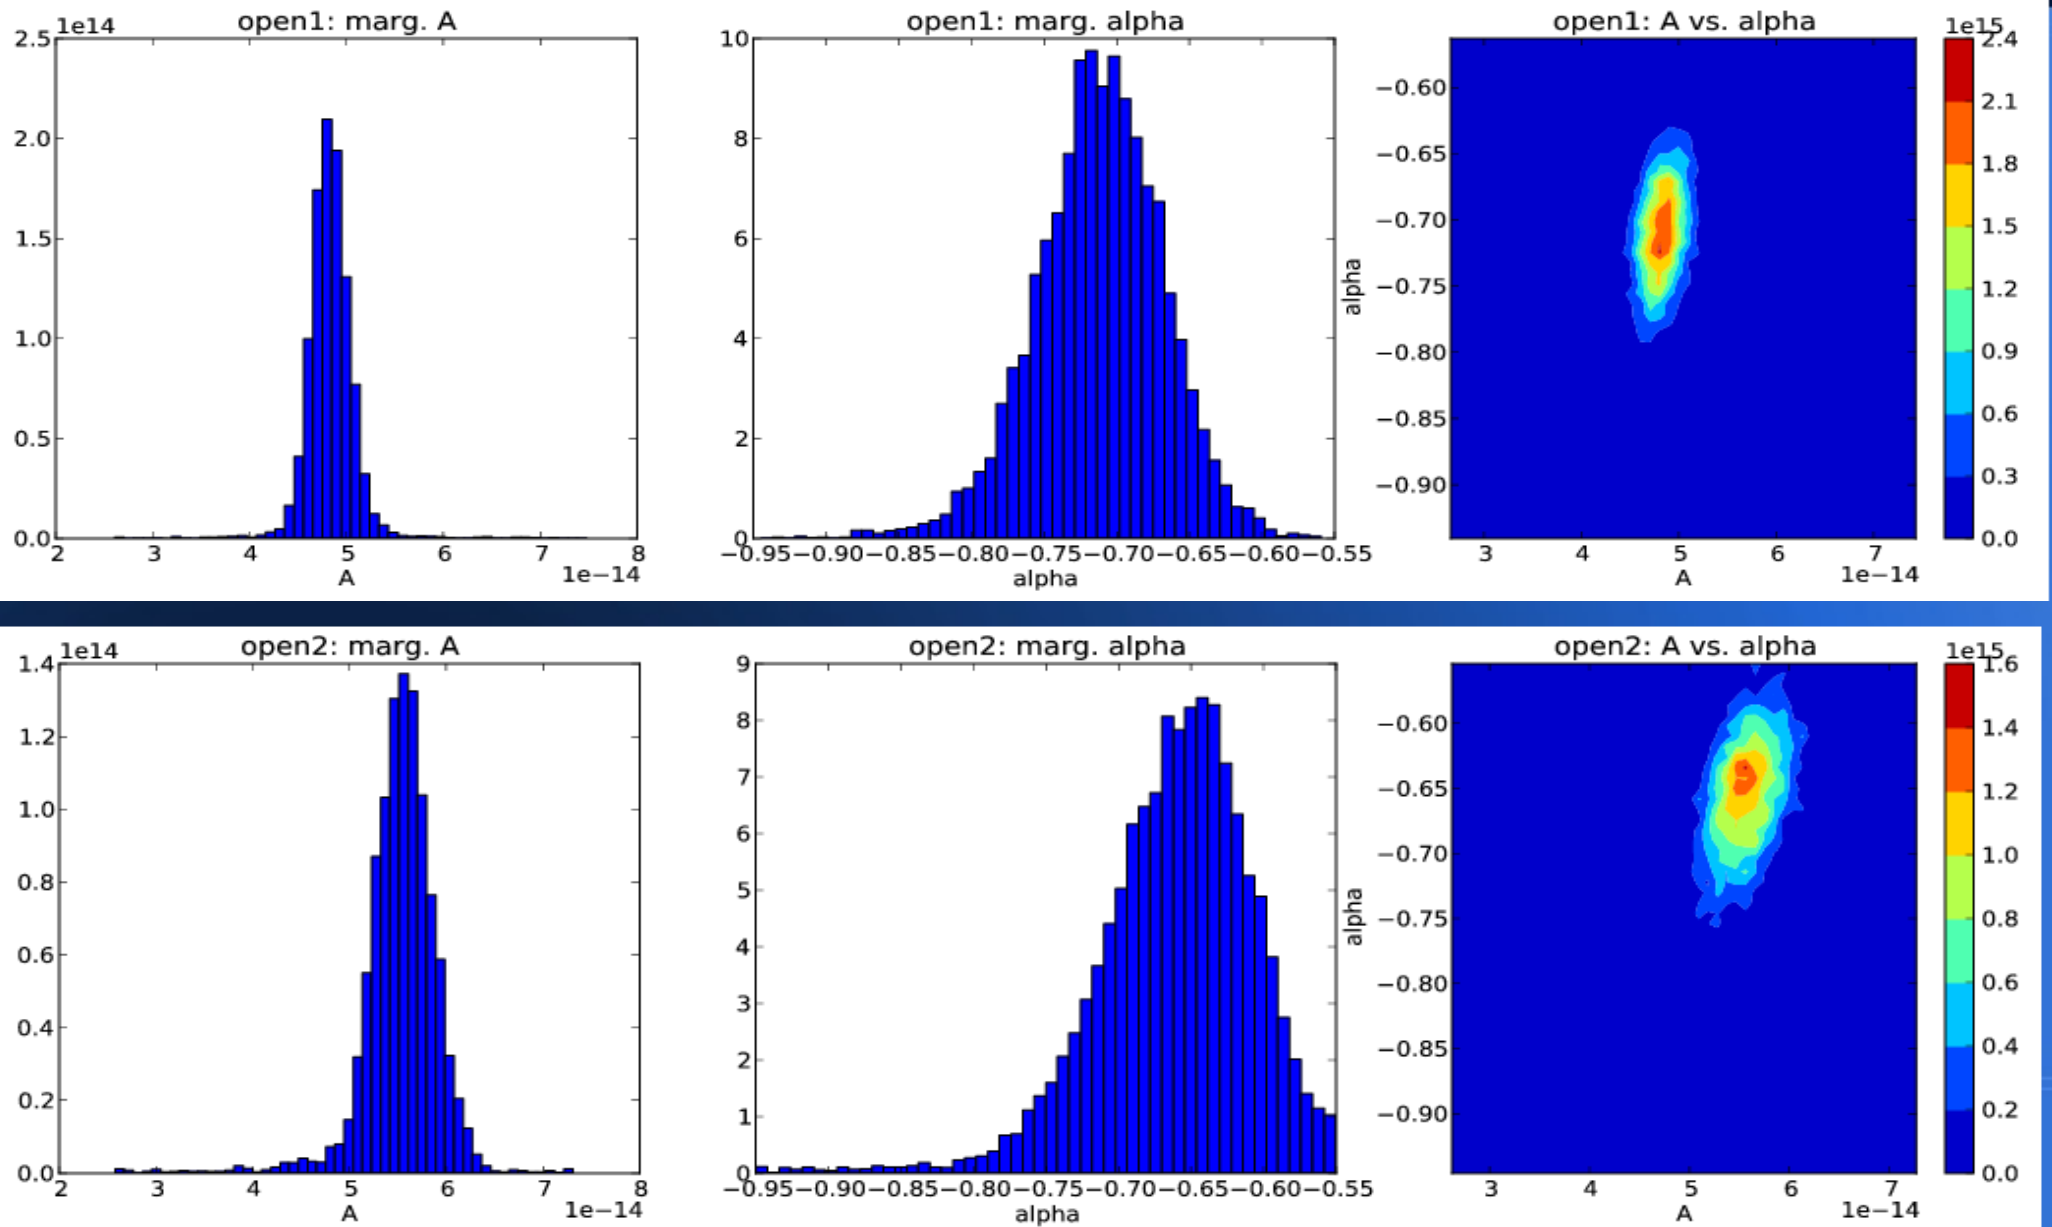 open1: marg. A
1e14
2.5
2.0
1.5
1.0
0.5
0.0
2 3 4 5 6 7 8
A 1e−14
open1: marg. alpha
10
8
6
4
2
0
−0.95−0.90−0.85−0.80−0.75−0.70−0.65−0.60−0.55
alpha
open1: A vs. alpha
alpha
−0.60
−0.65
−0.70
−0.75
−0.80
−0.85
−0.90
3 4 5 6 7
A 1e−14
1e15
2.4
2.1
1.8
1.5
1.2
0.9
0.6
0.3
0.0
open2: marg. A
1e14
1.4
1.2
1.0
0.8
0.6
0.4
0.2
0.0
2 3 4 5 6 7 8
A 1e−14
open2: marg. alpha
9
8
7
6
5
4
3
2
1
0
−0.95−0.90−0.85−0.80−0.75−0.70−0.65−0.60−0.55
alpha
open2: A vs. alpha
alpha
−0.60
−0.65
−0.70
−0.75
−0.80
−0.85
−0.90
3 4 5 6 7
A 1e−14
1e15
1.6
1.4
1.2
1.0
0.8
0.6
0.4
0.2
0.0